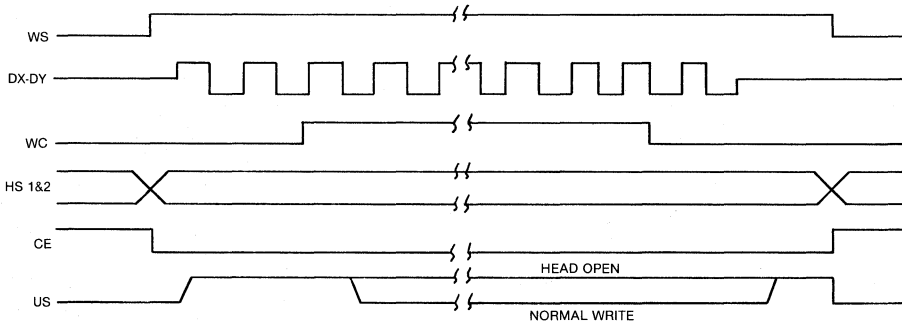 WS
DX-DY
WC
HS 1&2
CE
HEAD OPEN
US
NORMAL WRITE